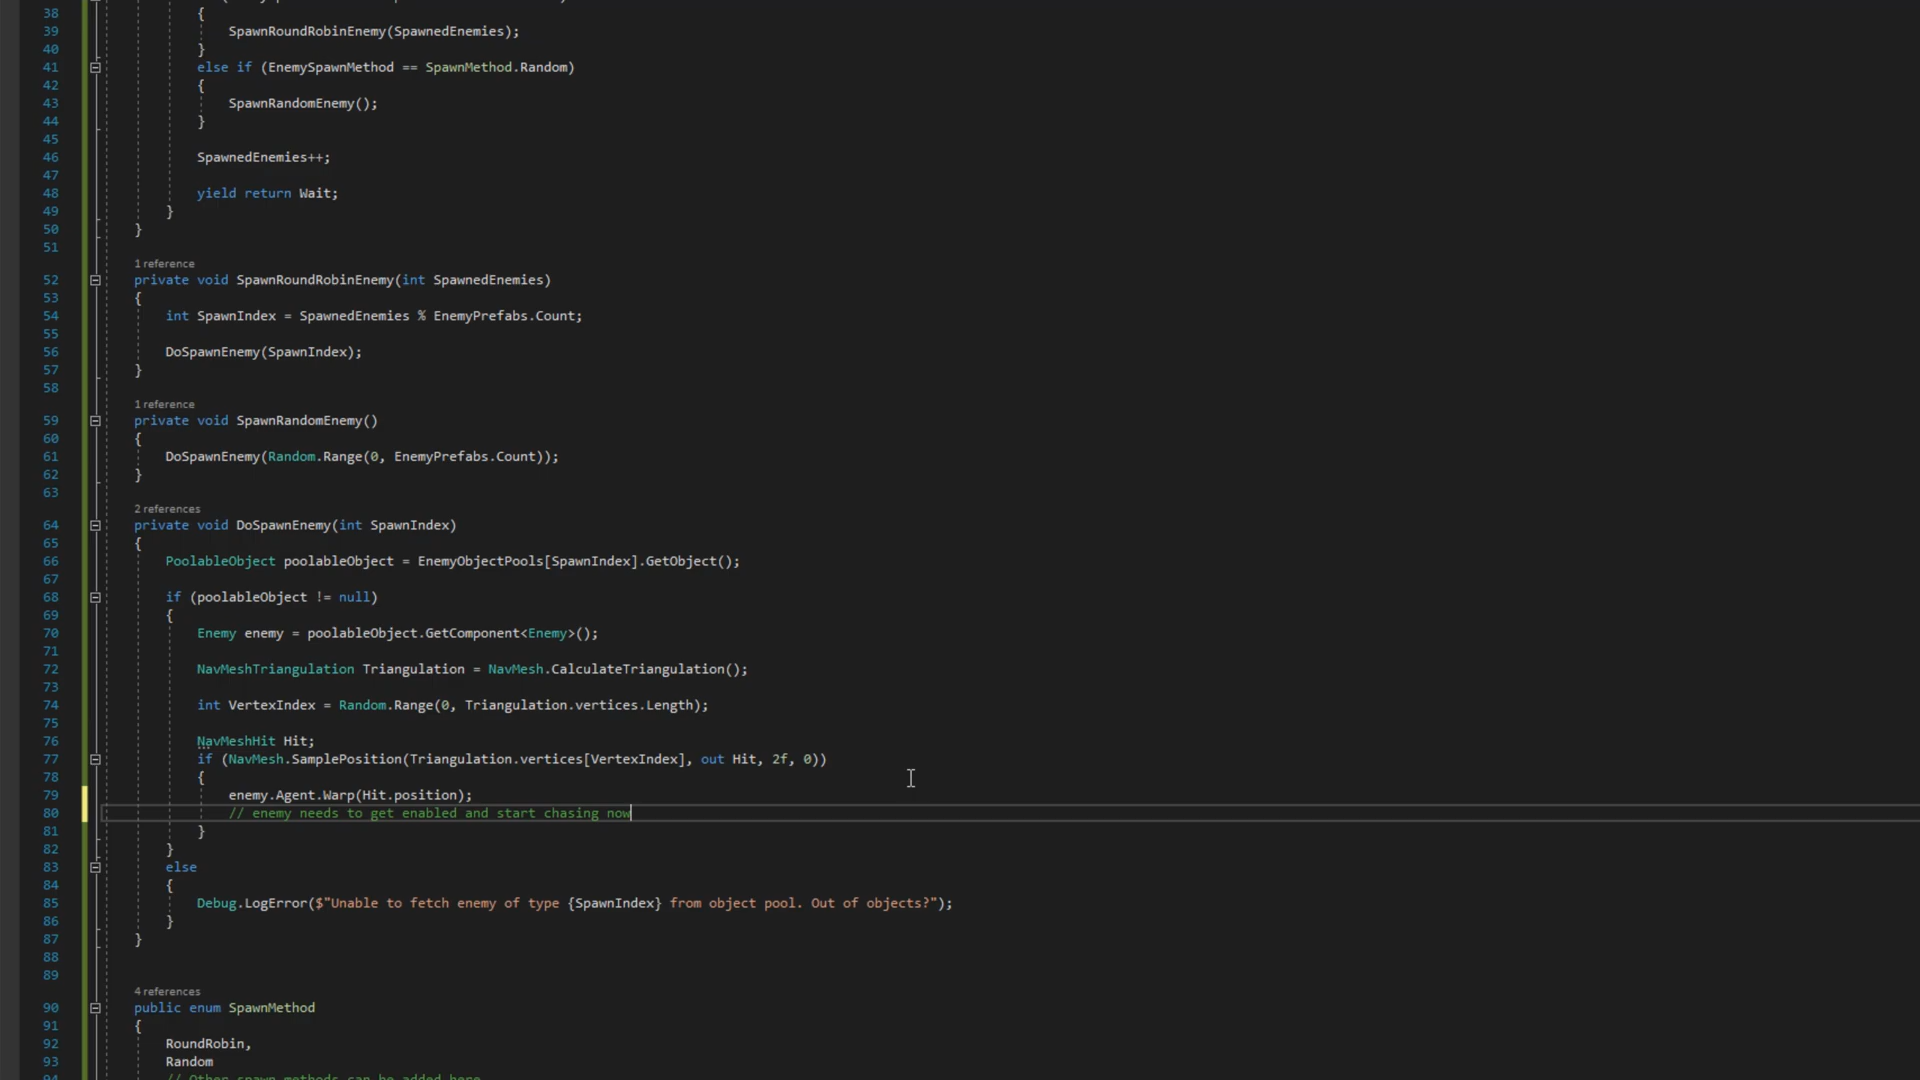 38 {
39 SpawnRoundRobinEnemy(SpawnedEnemies);
40 }
41 else if (EnemySpawnMethod == SpawnMethod.Random)
42 {
43 SpawnRandomEnemy();
44 }
45
46 SpawnedEnemies++;
47
48 yield return Wait;
49 }
50 }
51
1 reference
52 private void SpawnRoundRobinEnemy(int SpawnedEnemies)
53 {
54 int SpawnIndex = SpawnedEnemies % EnemyPrefabs.Count;
55
56 DoSpawnEnemy(SpawnIndex);
57 }
58
1 reference
59 private void SpawnRandomEnemy()
60 {
61 DoSpawnEnemy(Random.Range(0, EnemyPrefabs.Count));
62 }
63
2 references
64 private void DoSpawnEnemy(int SpawnIndex)
65 {
66 PoolableObject poolableObject = EnemyObjectPools[SpawnIndex].GetObject();
67
68 if (poolableObject != null)
69 {
70 Enemy enemy = poolableObject.GetComponent<Enemy>();
71
72 NavMeshTriangulation Triangulation = NavMesh.CalculateTriangulation();
73
74 int VertexIndex = Random.Range(0, Triangulation.vertices.Length);
75
76 NavMeshHit Hit;
77 if (NavMesh.SamplePosition(Triangulation.vertices[VertexIndex], out Hit, 2f, 0))
78 {
79 enemy.Agent.Warp(Hit.position);
80 // enemy needs to get enabled and start chasing now
81 }
82 }
83 else
84 {
85 Debug.LogError($"Unable to fetch enemy of type {SpawnIndex} from object pool. Out of objects?");
86 }
87 }
88
89
4 references
90 public enum SpawnMethod
91 {
92 RoundRobin,
93 Random
94 // Other spawn methods can be added here